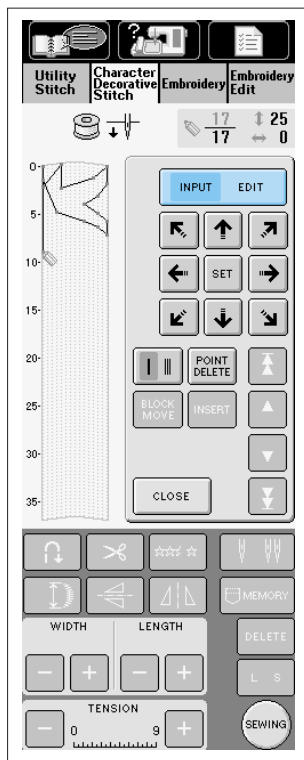 Utility Stitch
Character Decorative Stitch
Embroidery
Embroidery Edit
17
17
25
0
0-
5-
10-
15-
20-
25-
30-
35-
INPUT EDIT
SET
POINT DELETE
BLOCK MOVE
INSERT
CLOSE
MEMORY
WIDTH
LENGTH
DELETE
L S
TENSION
0 9
SEWING